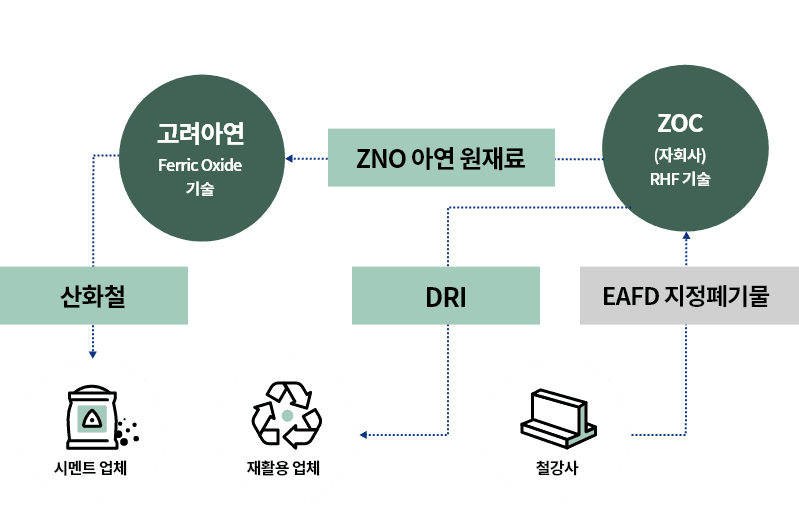 고려아연
Ferric Oxide
기술
ZNO 아연 원재료
ZOC
(자회사)
RHF 기술
산화철
DRI
EAFD 지정폐기물
시멘트 업체
재활용 업체
철강사